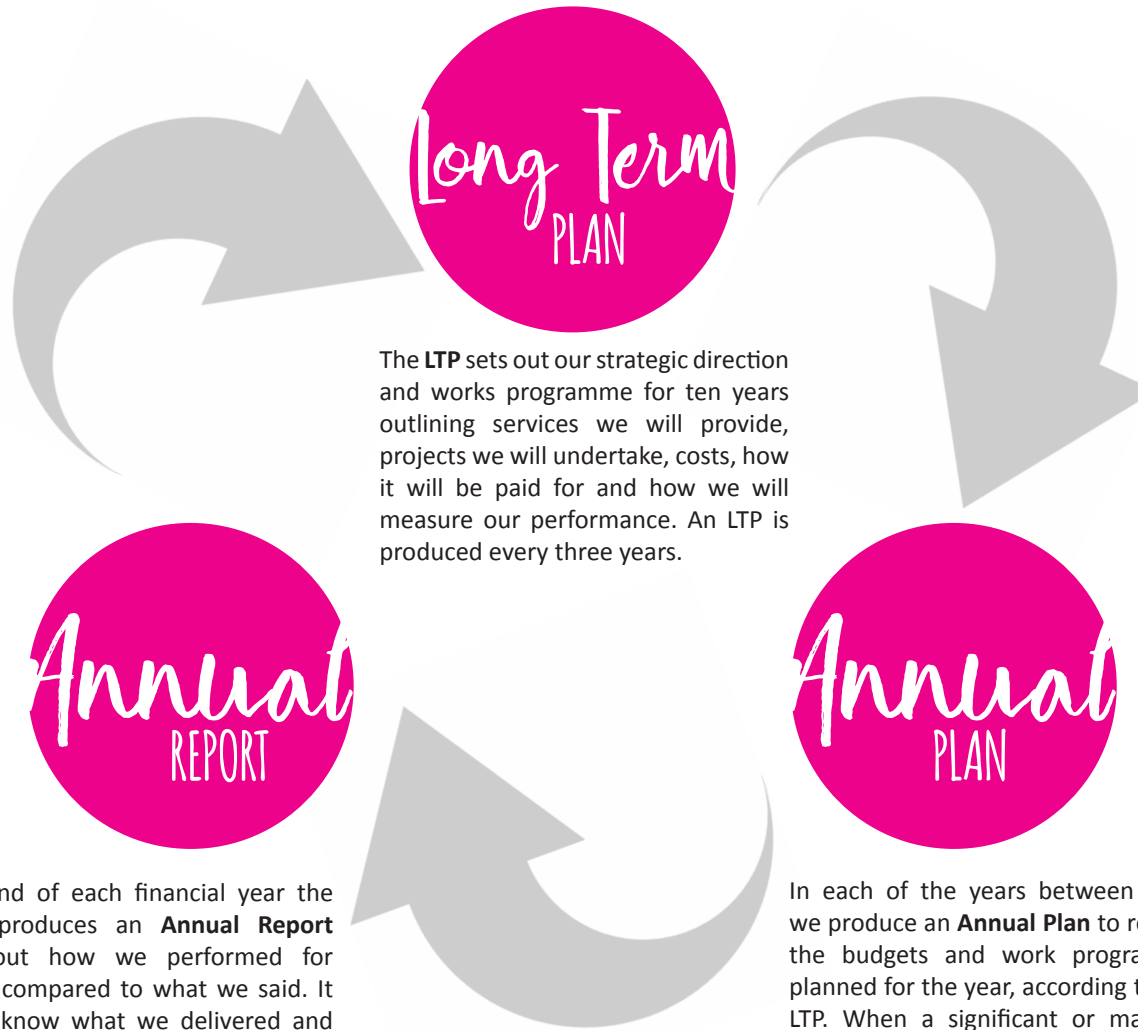 Long Term
PLAN
The LTP sets out our strategic direction
and works programme for ten years
outlining services we will provide,
projects we will undertake, costs, how
it will be paid for and how we will
measure our performance. An LTP is
produced every three years.
Annual
REPORT
nd of each financial year the
produces an Annual Report
out how we performed for
compared to what we said. It
know what we delivered and
Annual
PLAN
In each of the years between
we produce an Annual Plan to re
the budgets and work progra
planned for the year, according t
LTP. When a significant or ma